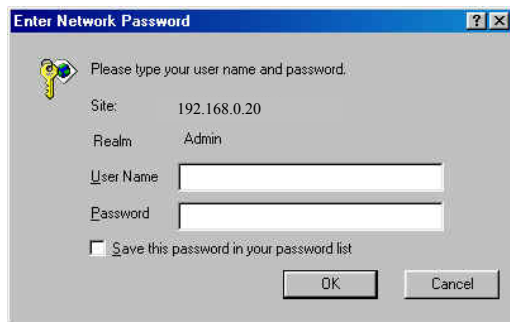 Enter Network Password
Please type your user name and password.
Site: 192.168.0.20
Realm Admin
User Name
Password
Save this password in your password list
OK Cancel